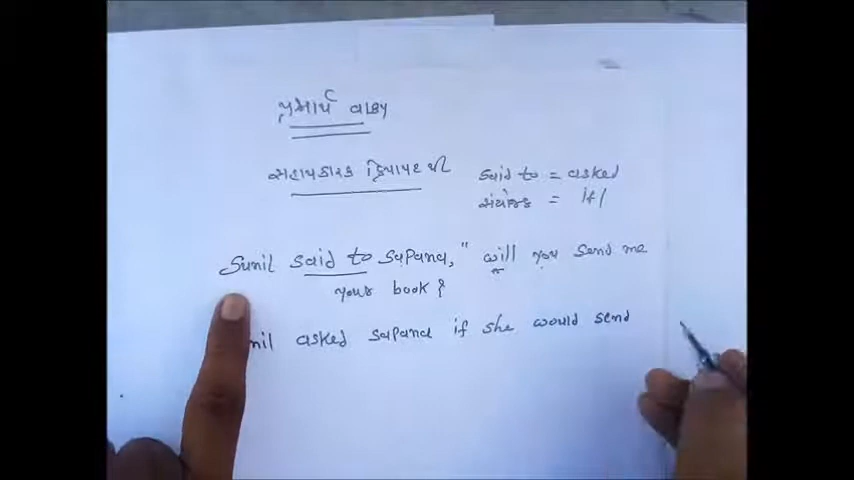 પ્રશ્નાર્થ વાક્ય
સહાયકારક ક્રિયાપદ થી
said to = asked
સંયોજક = if/
Sunil said to sapana, " will you send me
your book ?
nil asked sapana if she would send